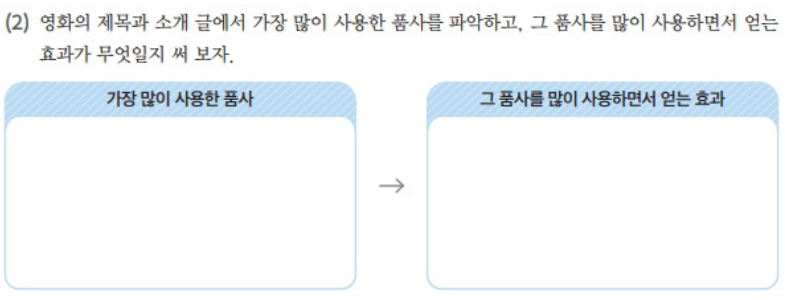 (2) 영화의 제목과 소개 글에서 가장 많이 사용한 품사를 파악하고, 그 품사를 많이 사용하면서 얻는
효과가 무엇일지 써 보자.
가장 많이 사용한 품사
→
그 품사를 많이 사용하면서 얻는 효과